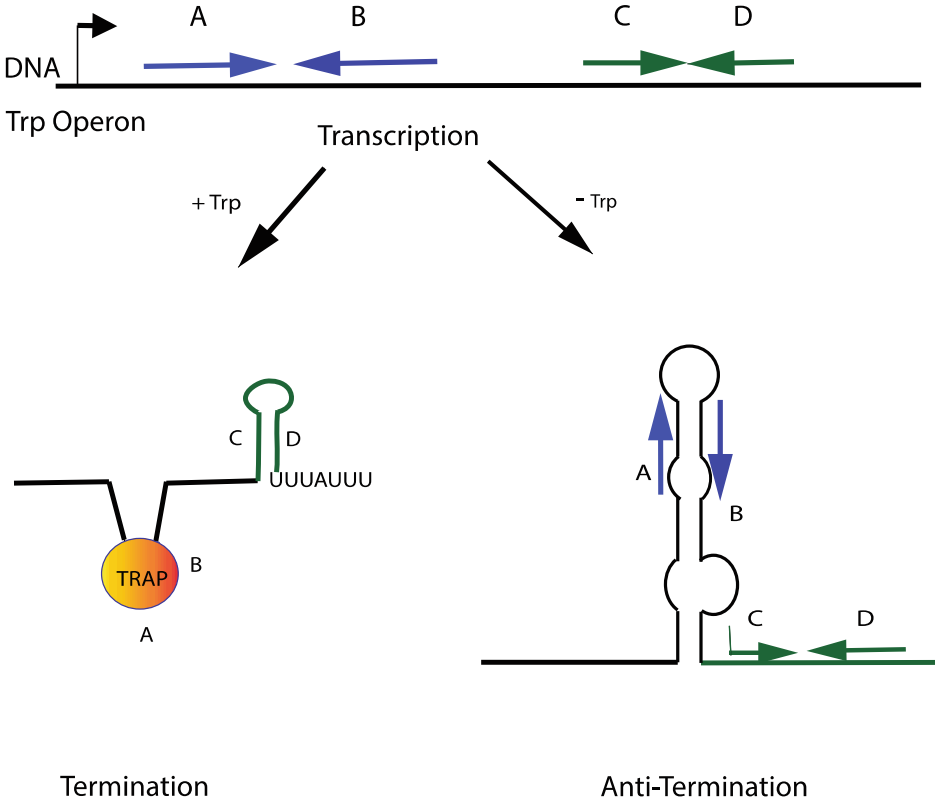 A B C D
DNA
Trp Operon
Transcription
+ Trp
- Trp
C D
UUUAUUU
TRAP
B
A
A
B
C D
Termination
Anti-Termination